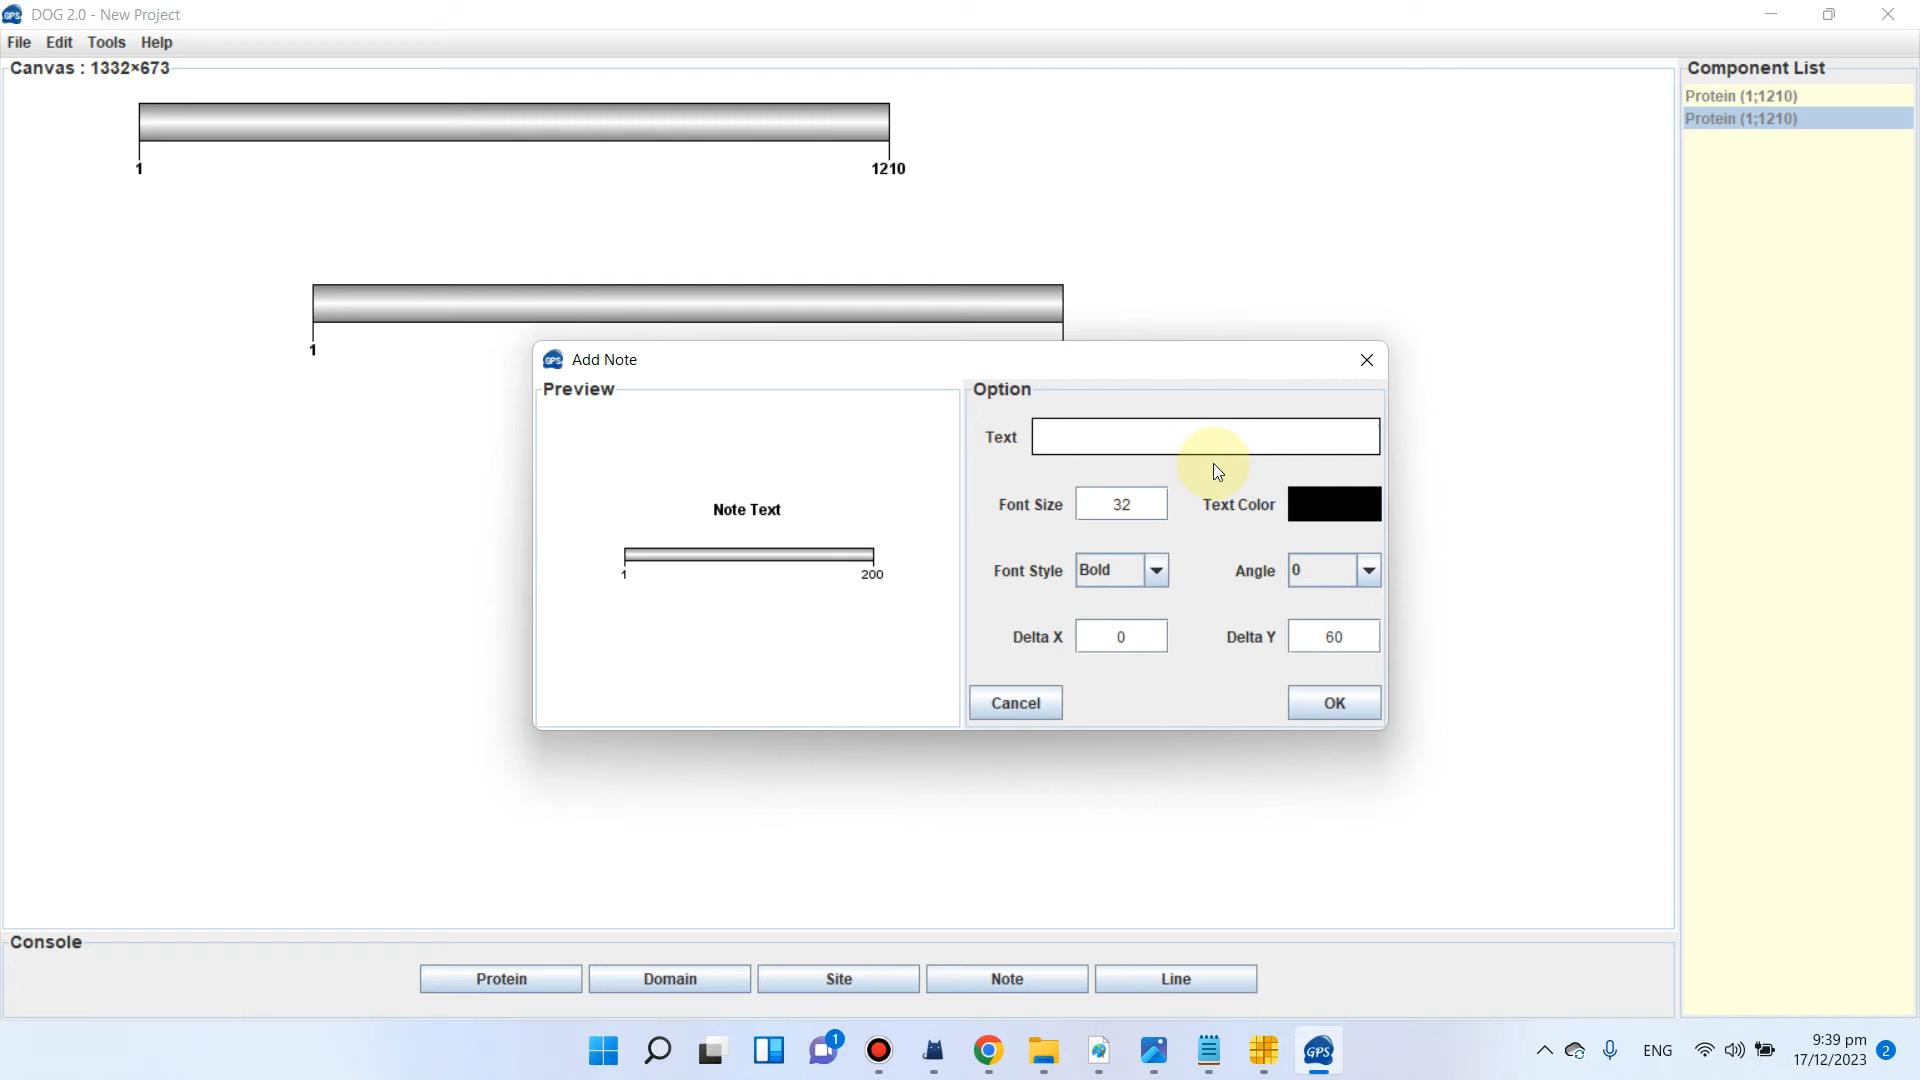 GPS DOG 2.0 - New Project
File Edit Tools Help
Canvas : 1332×673
1 1210
1
Component List
Protein (1;1210)
Protein (1;1210)
GPS Add Note
Preview
Note Text
1 200
Option
Text
Font Size 32 Text Color
Font Style Bold Angle 0
Delta X 0 Delta Y 60
Cancel OK
Console
Protein Domain Site Note Line
1
GPS
ENG
9:39 pm
17/12/2023
2